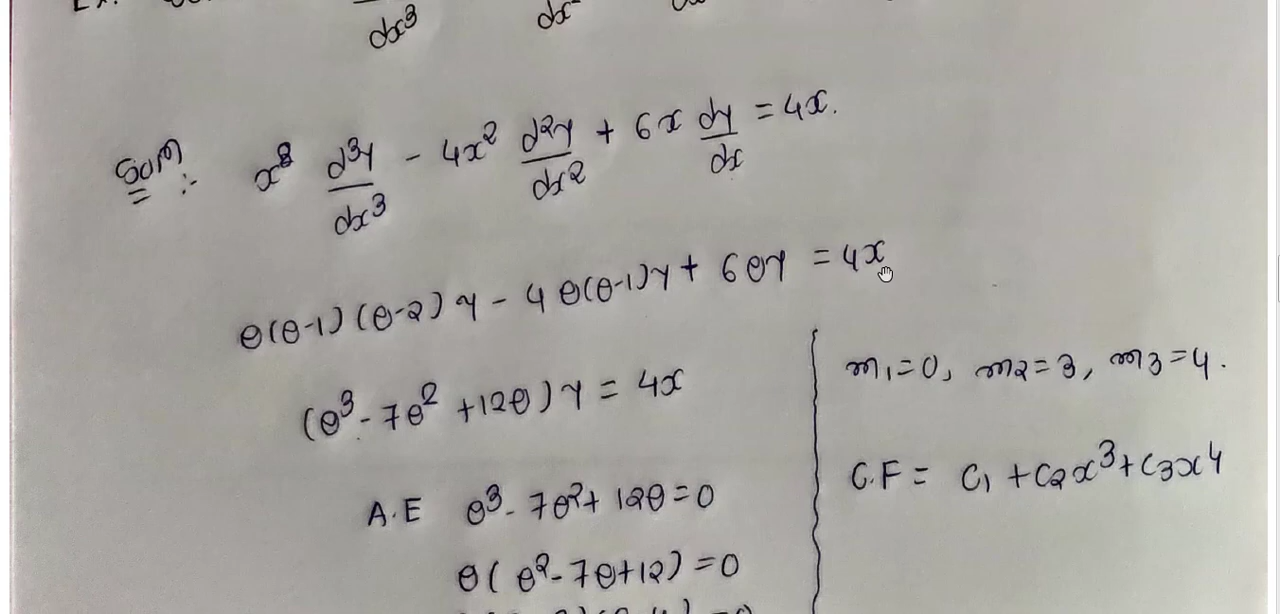 dx³
Soln :- x³ d³y/dx³ - 4x² d²y/dx² + 6x dy/dx = 4x.
θ(θ-1)(θ-2)y - 4θ(θ-1)y + 6θy = 4x
(θ³ - 7θ² + 12θ)y = 4x
A.E θ³ - 7θ² + 12θ = 0
θ(θ² - 7θ + 12) = 0
m₁ = 0, m₂ = 3, m₃ = 4.
C.F = C₁ + C₂x³ + C₃x⁴